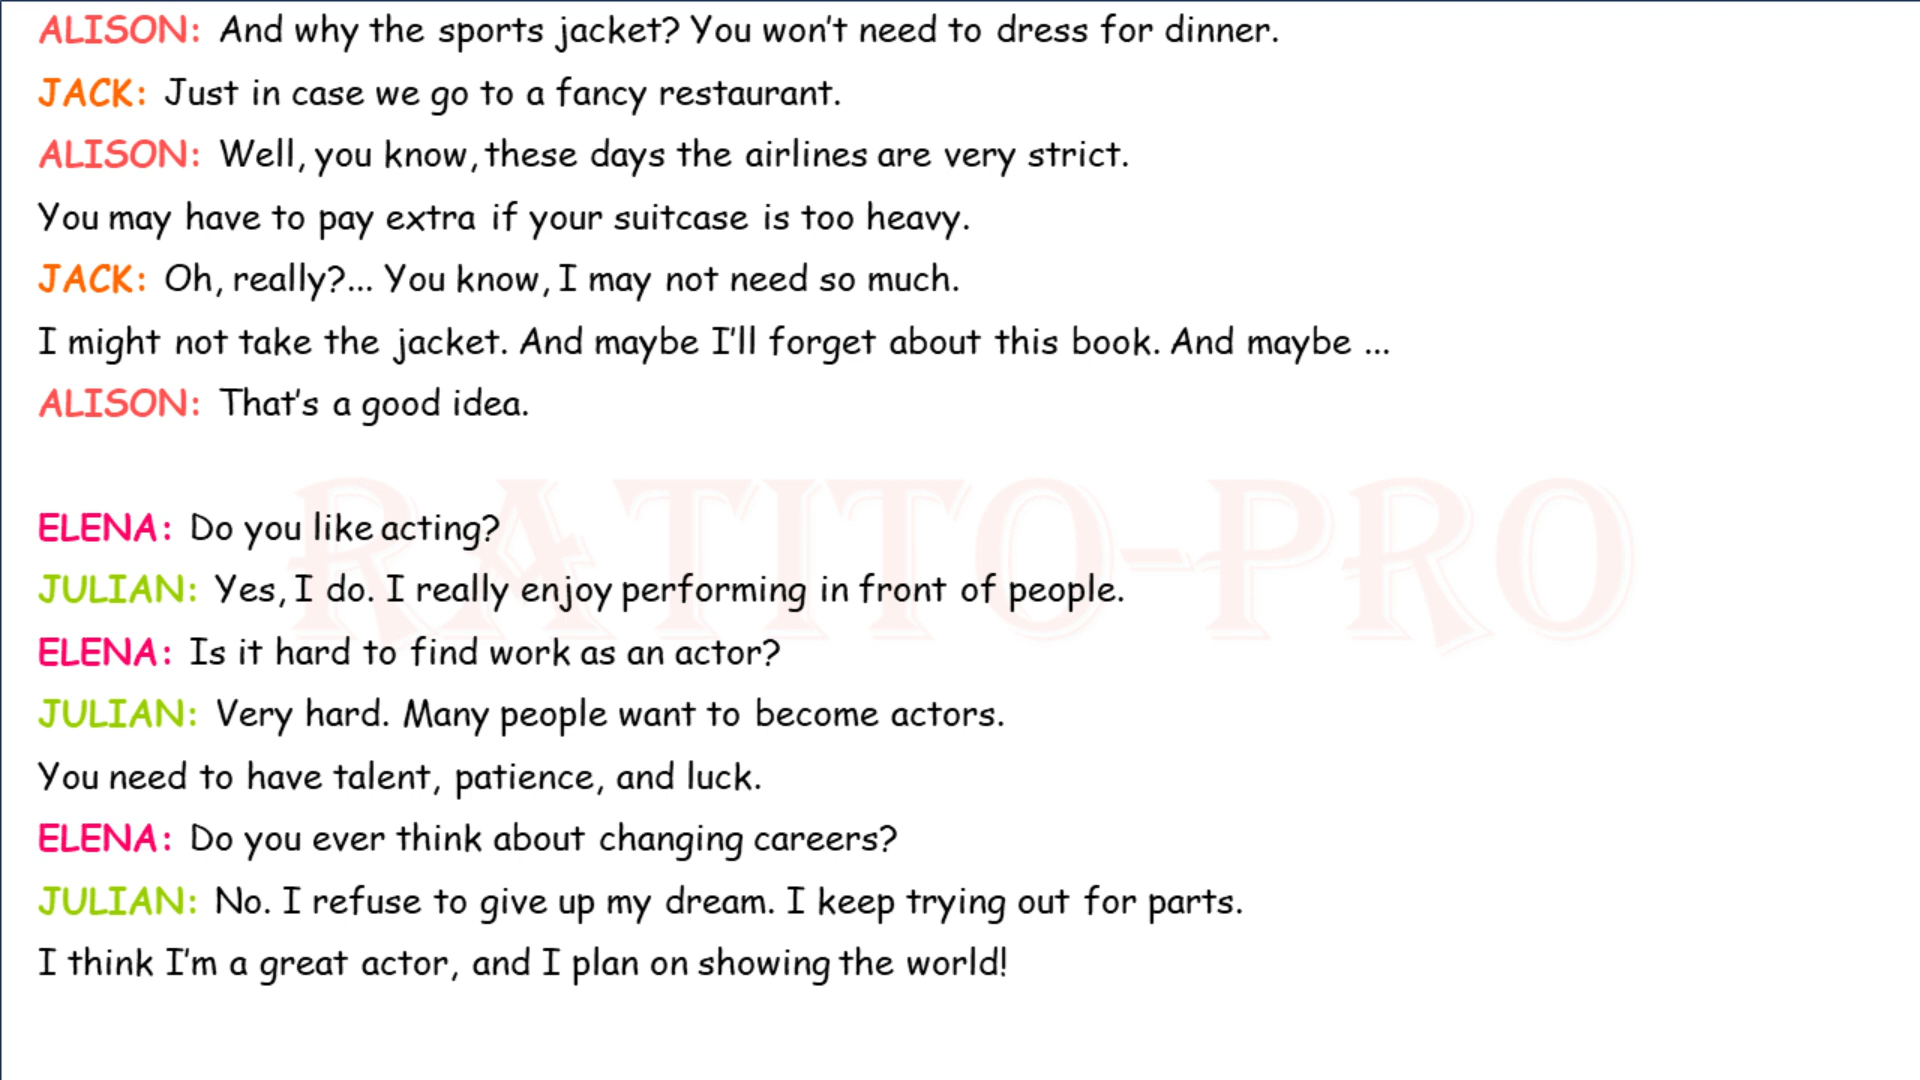 ALISON: And why the sports jacket? You won't need to dress for dinner.
JACK: Just in case we go to a fancy restaurant.
ALISON: Well, you know, these days the airlines are very strict.
You may have to pay extra if your suitcase is too heavy.
JACK: Oh, really?... You know, I may not need so much.
I might not take the jacket. And maybe I'll forget about this book. And maybe ...
ALISON: That's a good idea.
RATITO-PRO
ELENA: Do you like acting?
JULIAN: Yes, I do. I really enjoy performing in front of people.
ELENA: Is it hard to find work as an actor?
JULIAN: Very hard. Many people want to become actors.
You need to have talent, patience, and luck.
ELENA: Do you ever think about changing careers?
JULIAN: No. I refuse to give up my dream. I keep trying out for parts.
I think I'm a great actor, and I plan on showing the world!